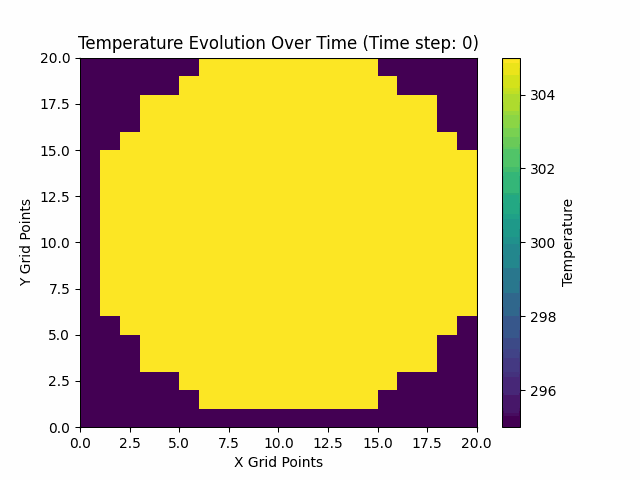 Temperature Evolution Over Time (Time step: 0)
20.0
17.5
15.0
12.5
10.0
7.5
5.0
2.5
0.0
Y Grid Points
0.0 2.5 5.0 7.5 10.0 12.5 15.0 17.5 20.0
X Grid Points
304
302
300
298
296
Temperature